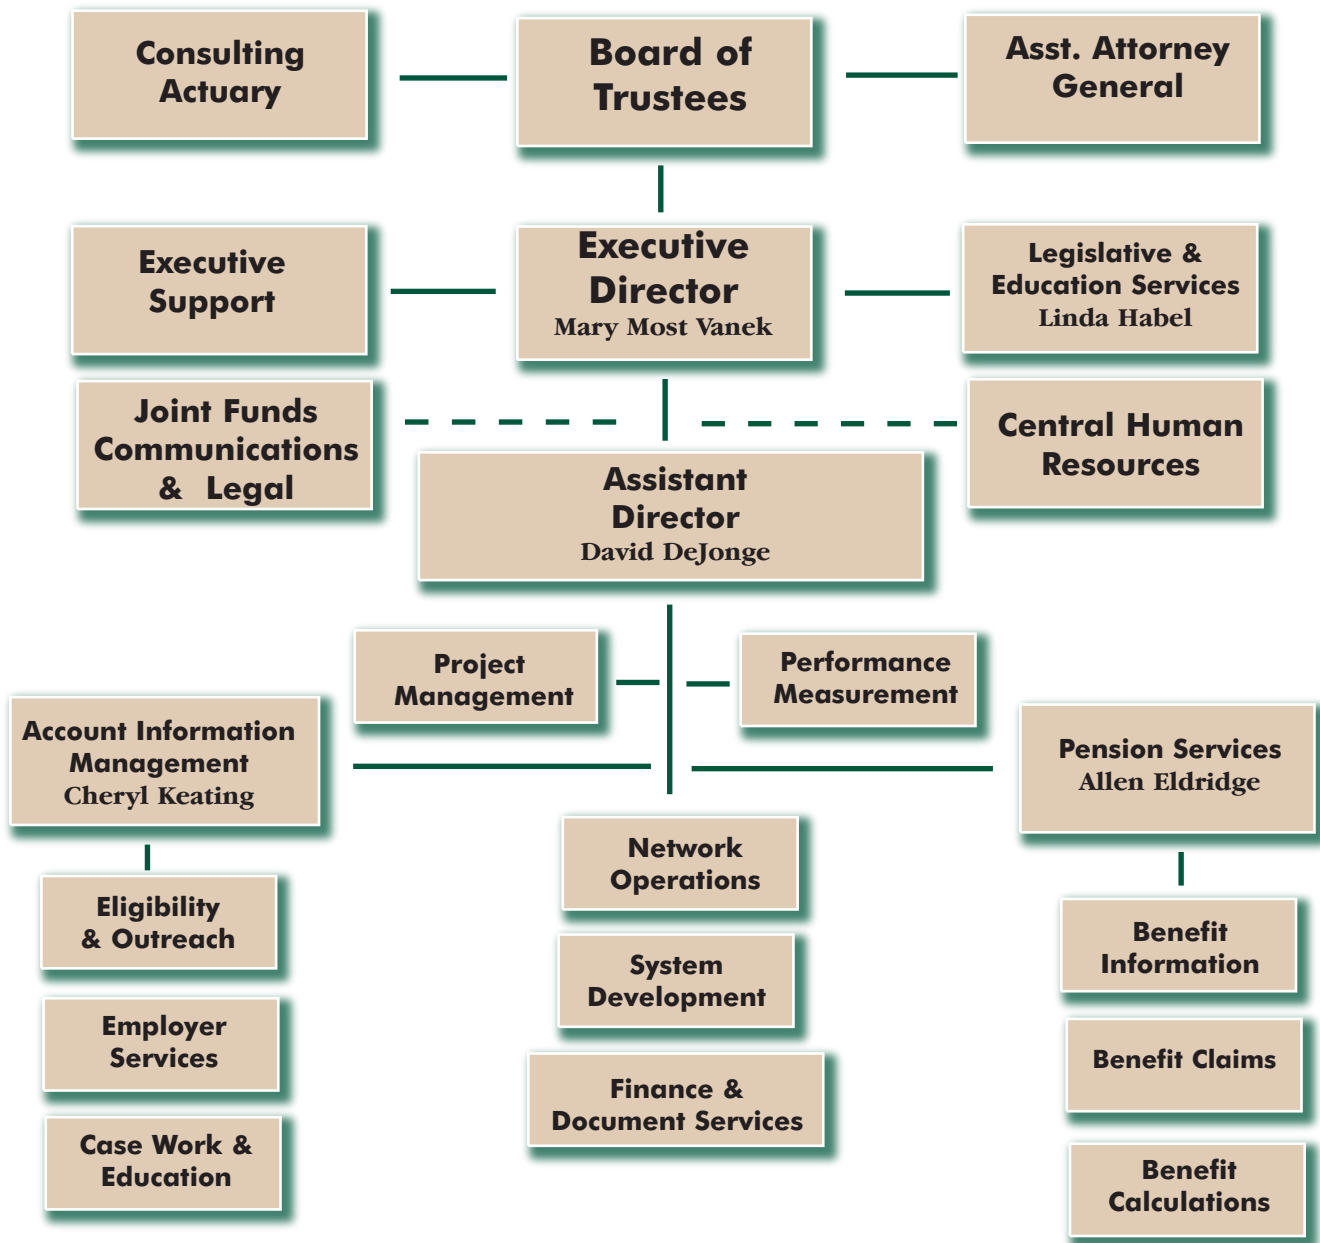 Consulting
Actuary
Board of
Trustees
Asst. Attorney
General
Executive
Support
Executive
Director
Mary Most Vanek
Legislative &
Education Services
Linda Habel
Joint Funds
Communications
& Legal
Central Human
Resources
Assistant
Director
David DeJonge
Project
Management
Performance
Measurement
Account Information
Management
Cheryl Keating
Pension Services
Allen Eldridge
Eligibility
& Outreach
Employer
Services
Case Work &
Education
Network
Operations
System
Development
Finance &
Document Services
Benefit
Information
Benefit Claims
Benefit
Calculations